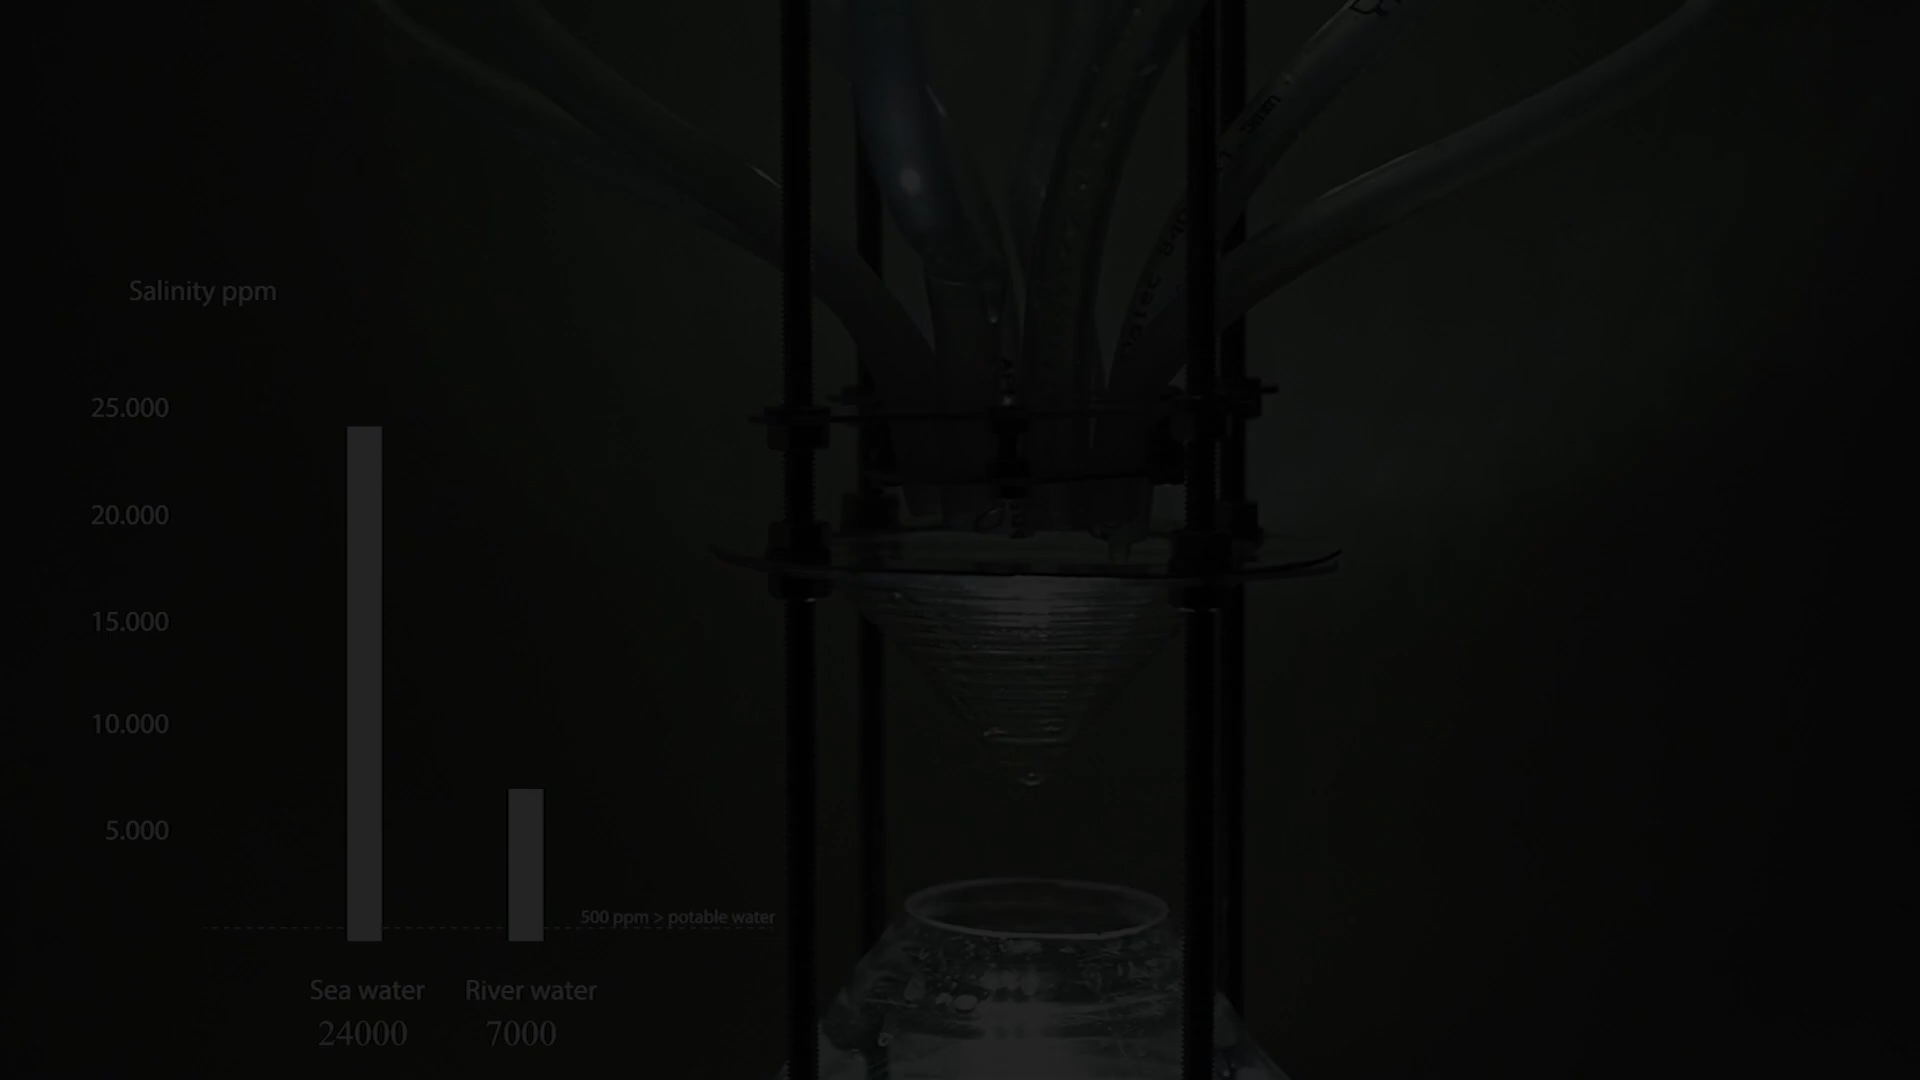 Salinity ppm
25.000
20.000
15.000
10.000
5.000
500 ppm > potable water
Sea water
River water
24000
7000
5mm